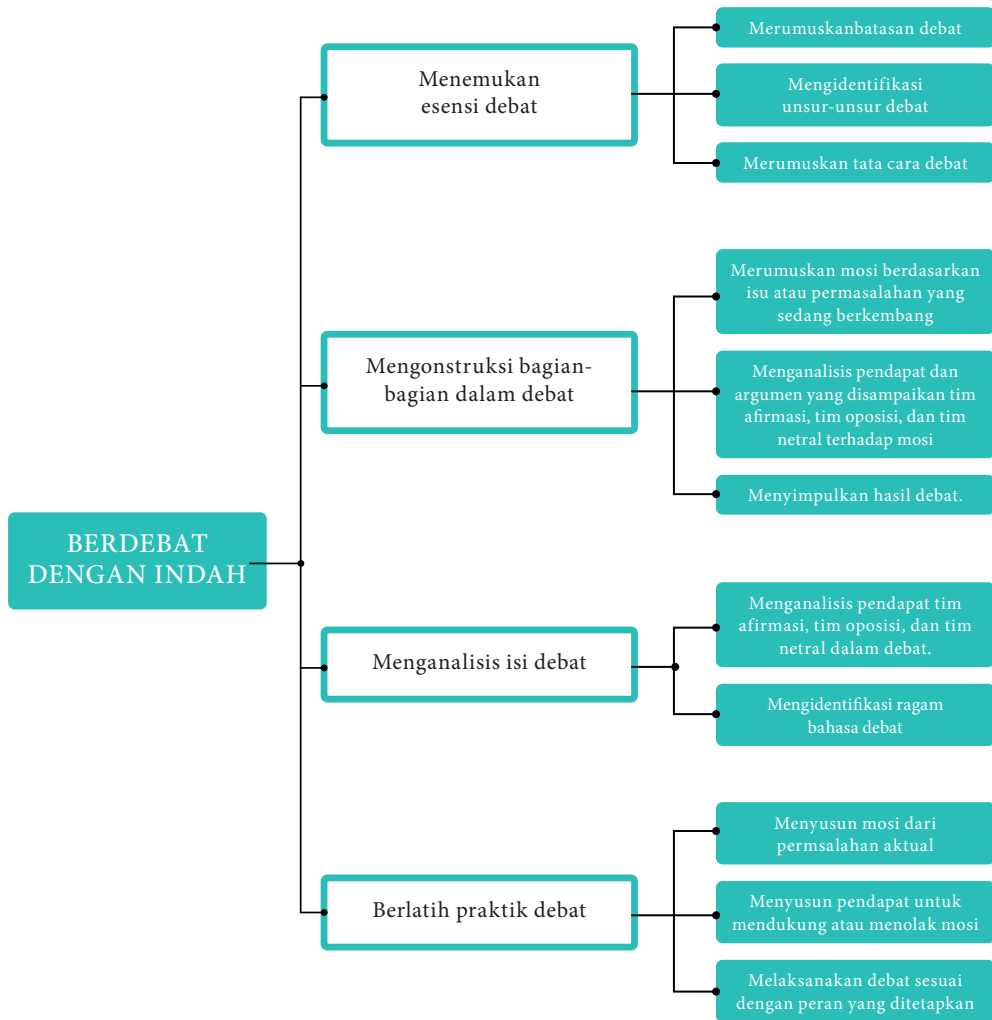 BERDEBAT
DENGAN INDAH
Menemukan
esensi debat
Merumuskanbatasan debat
Mengidentifikasi
unsur-unsur debat
Merumuskan tata cara debat
Mengonstruksi bagian-
bagian dalam debat
Merumuskan mosi berdasarkan
isu atau permasalahan yang
sedang berkembang
Menganalisis pendapat dan
argumen yang disampaikan tim
afirmasi, tim oposisi, dan tim
netral terhadap mosi
Menyimpulkan hasil debat.
Menganalisis isi debat
Menganalisis pendapat tim
afirmasi, tim oposisi, dan tim
netral dalam debat.
Mengidentifikasi ragam
bahasa debat
Berlatih praktik debat
Menyusun mosi dari
permsalahan aktual
Menyusun pendapat untuk
mendukung atau menolak mosi
Melaksanakan debat sesuai
dengan peran yang ditetapkan